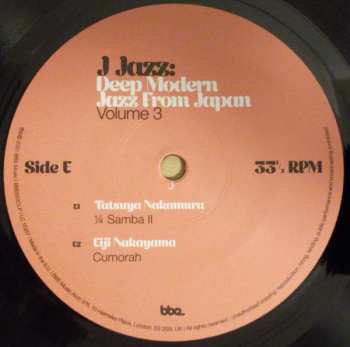 J Jazz:
Deep Modern
Jazz From Japan
Volume 3
Side E
33⅓ RPM
J
E1 Tatsuya Nakamura
¼ Samba II
E2 Eiji Nakayama
Cumorah
bbe